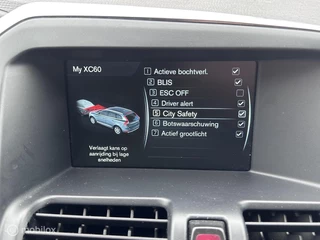 My XC60
1 Actieve bochtverl.
2 BLIS
3 ESC OFF
4 Driver alert
5 City Safety
6 Botswaarschuwing
7 Actief grootlicht
Verlaagt kans op
aanrijding bij lage
snelheden
mobilox